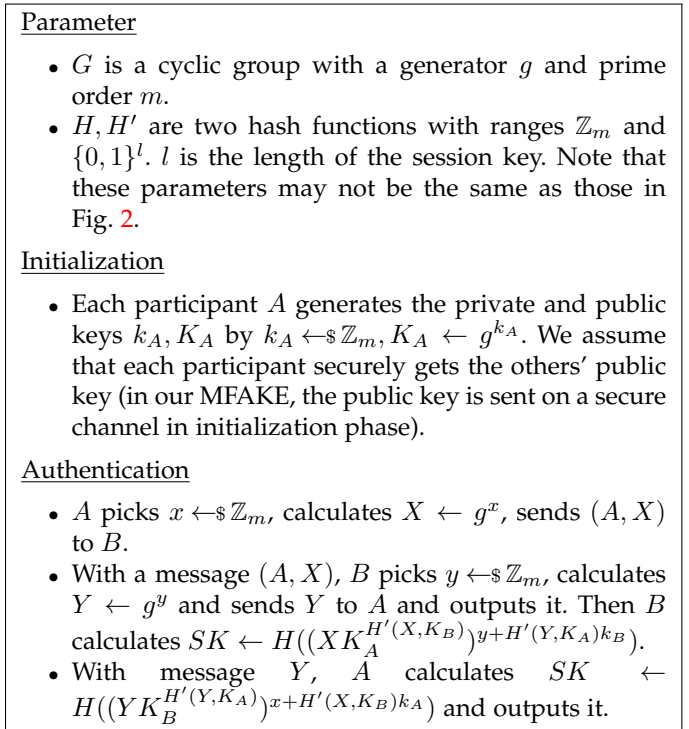 Parameter
• G is a cyclic group with a generator g and prime
order m.
• H, H′ are two hash functions with ranges ℤ_m and
{0, 1}^l. l is the length of the session key. Note that
these parameters may not be the same as those in
Fig. 2.
Initialization
• Each participant A generates the private and public
keys k_A, K_A by k_A ←$ ℤ_m, K_A ← g^{k_A}. We assume
that each participant securely gets the others' public
key (in our MFAKE, the public key is sent on a secure
channel in initialization phase).
Authentication
• A picks x ←$ ℤ_m, calculates X ← g^x, sends (A, X)
to B.
• With a message (A, X), B picks y ←$ ℤ_m, calculates
Y ← g^y and sends Y to A and outputs it. Then B
calculates SK ← H((XK_A^{H′(X,K_B)})^{y+H′(Y,K_A)k_B}).
• With message Y, A calculates SK ←
H((YK_B^{H′(Y,K_A)})^{x+H′(X,K_B)k_A}) and outputs it.